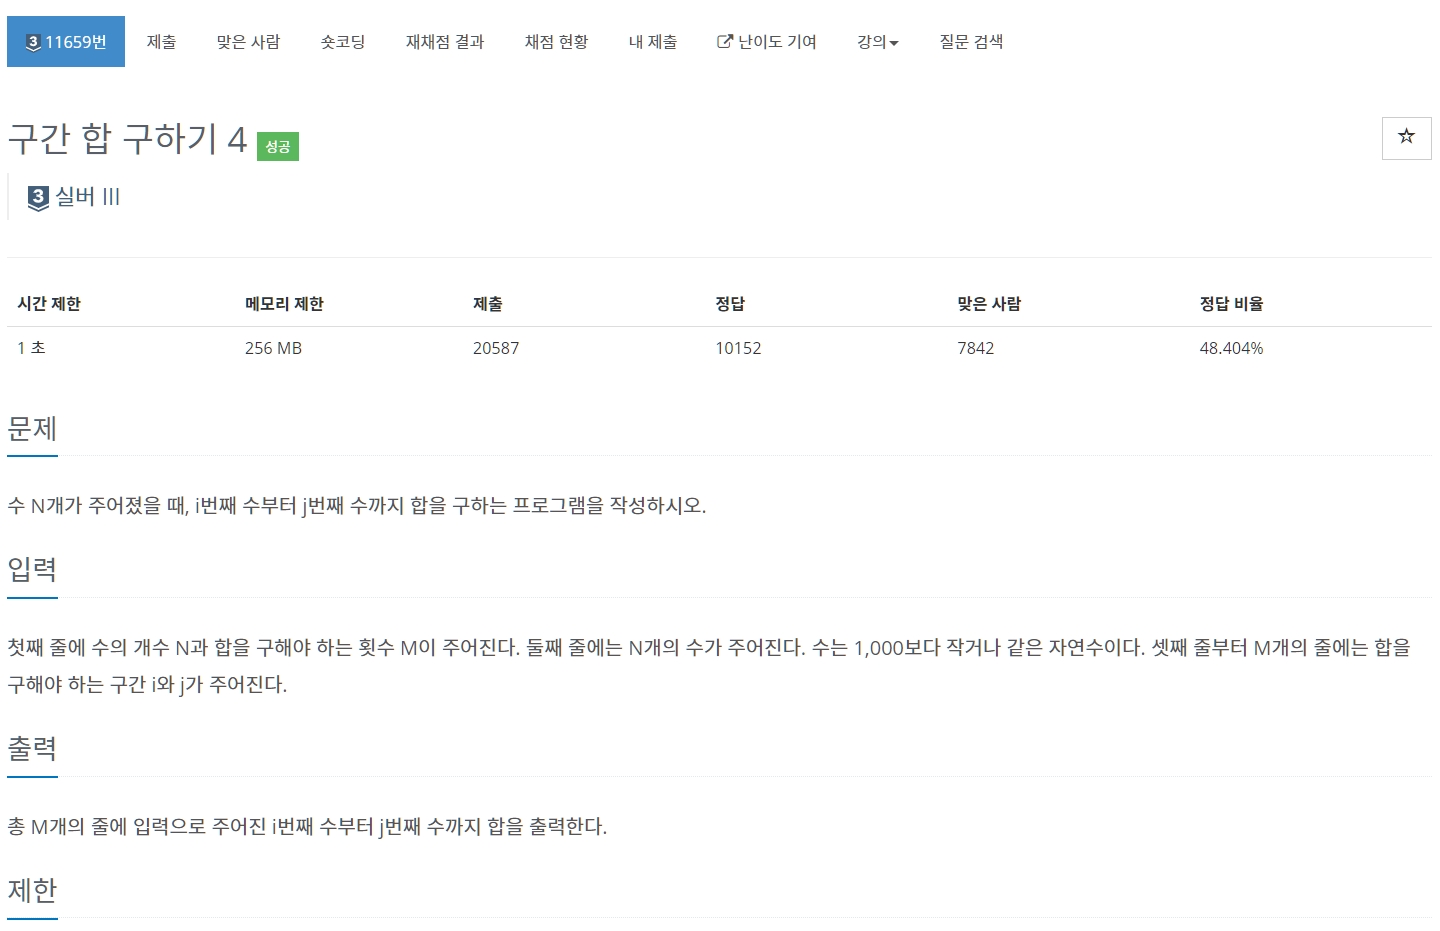 3 11659번 제출 맞은 사람 숏코딩 재채점 결과 채점 현황 내 제출 난이도 기여 강의 질문 검색
구간 합 구하기 4 성공
3 실버 III
시간 제한 메모리 제한 제출 정답 맞은 사람 정답 비율
1 초 256 MB 20587 10152 7842 48.404%
문제
수 N개가 주어졌을 때, i번째 수부터 j번째 수까지 합을 구하는 프로그램을 작성하시오.
입력
첫째 줄에 수의 개수 N과 합을 구해야 하는 횟수 M이 주어진다. 둘째 줄에는 N개의 수가 주어진다. 수는 1,000보다 작거나 같은 자연수이다. 셋째 줄부터 M개의 줄에는 합을
구해야 하는 구간 i와 j가 주어진다.
출력
총 M개의 줄에 입력으로 주어진 i번째 수부터 j번째 수까지 합을 출력한다.
제한